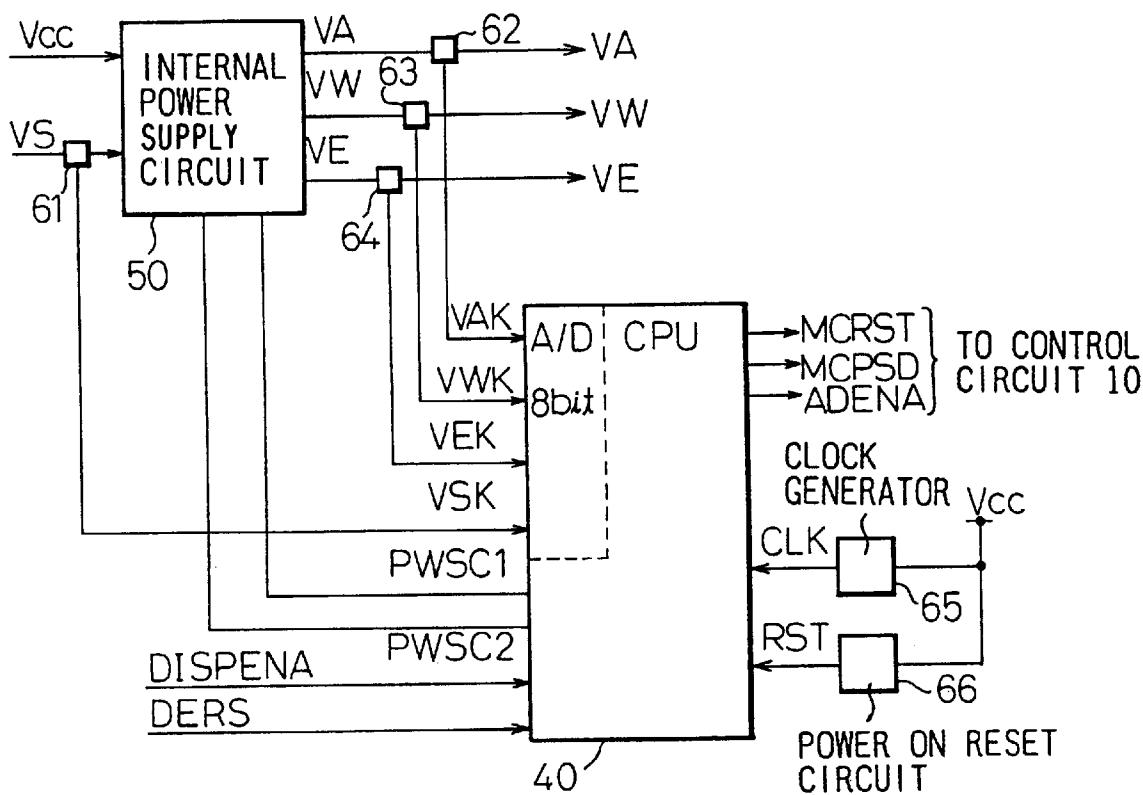 Vcc
VS
61
INTERNAL
POWER
SUPPLY
CIRCUIT
50
VA
VW
VE
62
63
64
VA
VW
VE
VAK
VWK
VEK
VSK
PWSC1
PWSC2
DISPENA
DERS
A/D
8bit
CPU
40
MCRST
MCPSD
ADENA
TO CONTROL
CIRCUIT 10
CLOCK
GENERATOR
Vcc
CLK
65
RST
66
POWER ON RESET
CIRCUIT